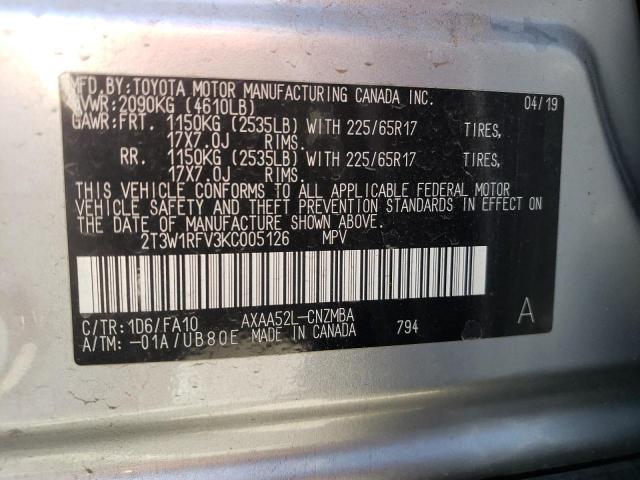 MFD.BY:TOYOTA MOTOR MANUFACTURING CANADA INC. 04/19
GVWR:2090KG (4610LB)
GAWR:FRT. 1150KG (2535LB) WITH 225/65R17 TIRES,
17X7.0J RIMS.
RR. 1150KG (2535LB) WITH 225/65R17 TIRES,
17X7.0J RIMS.
THIS VEHICLE CONFORMS TO ALL APPLICABLE FEDERAL MOTOR
VEHICLE SAFETY AND THEFT PREVENTION STANDARDS IN EFFECT ON
THE DATE OF MANUFACTURE SHOWN ABOVE.
2T3W1RFV3KC005126 MPV
C/TR:1D6/FA10 AXAA52L-CNZMBA 794 A
A/TM:-01A/UB80E MADE IN CANADA